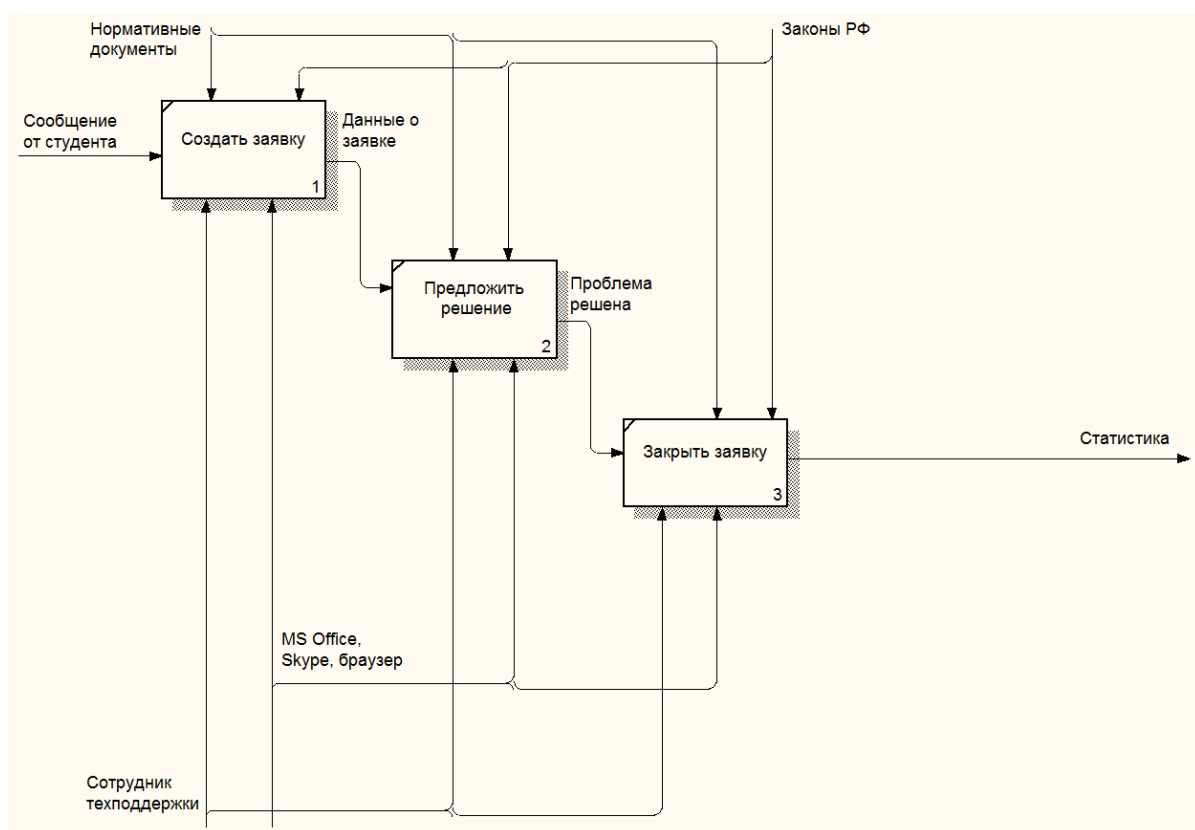 Нормативные
документы
Законы РФ
Сообщение
от студента
Создать заявку
1
Данные о
заявке
Предложить
решение
2
Проблема
решена
Закрыть заявку
3
Статистика
MS Office,
Skype, браузер
Сотрудник
техподдержки